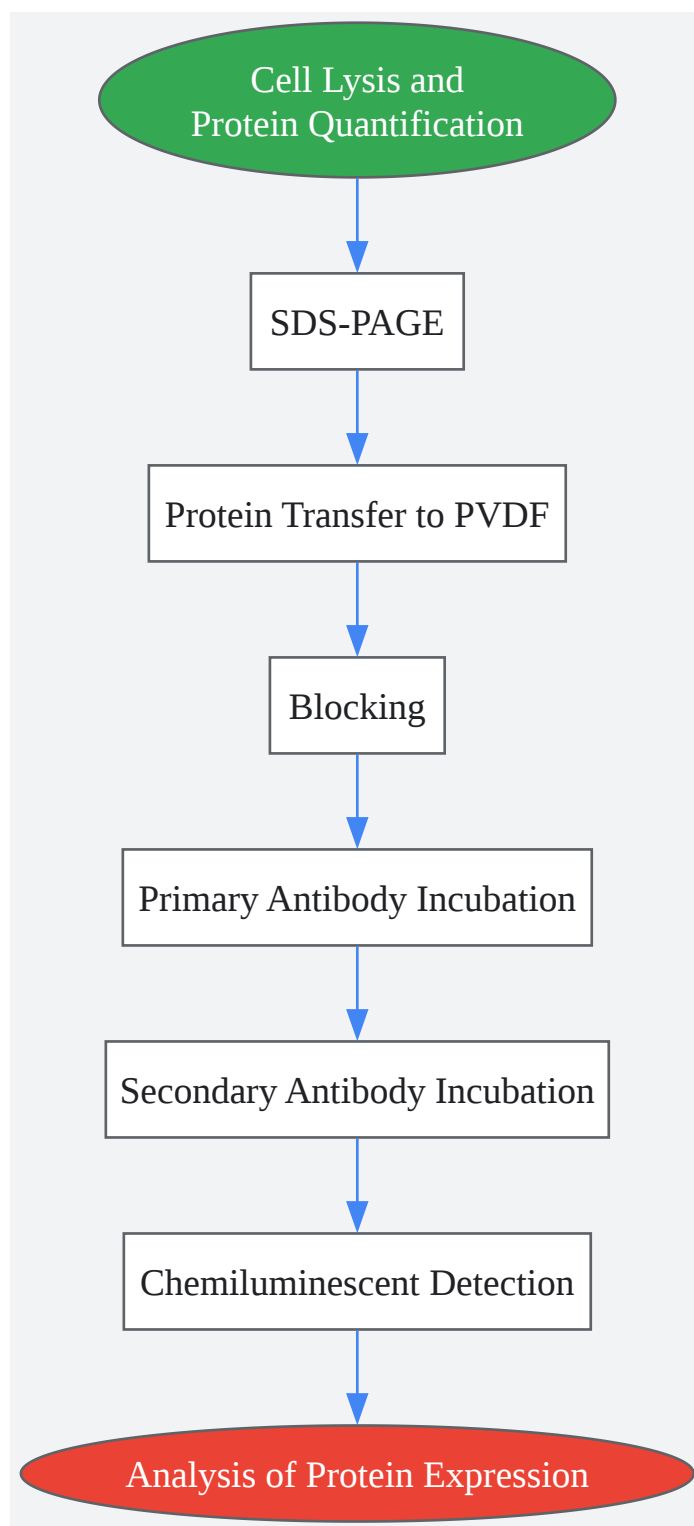 Cell Lysis and
Protein Quantification
SDS-PAGE
Protein Transfer to PVDF
Blocking
Primary Antibody Incubation
Secondary Antibody Incubation
Chemiluminescent Detection
Analysis of Protein Expression